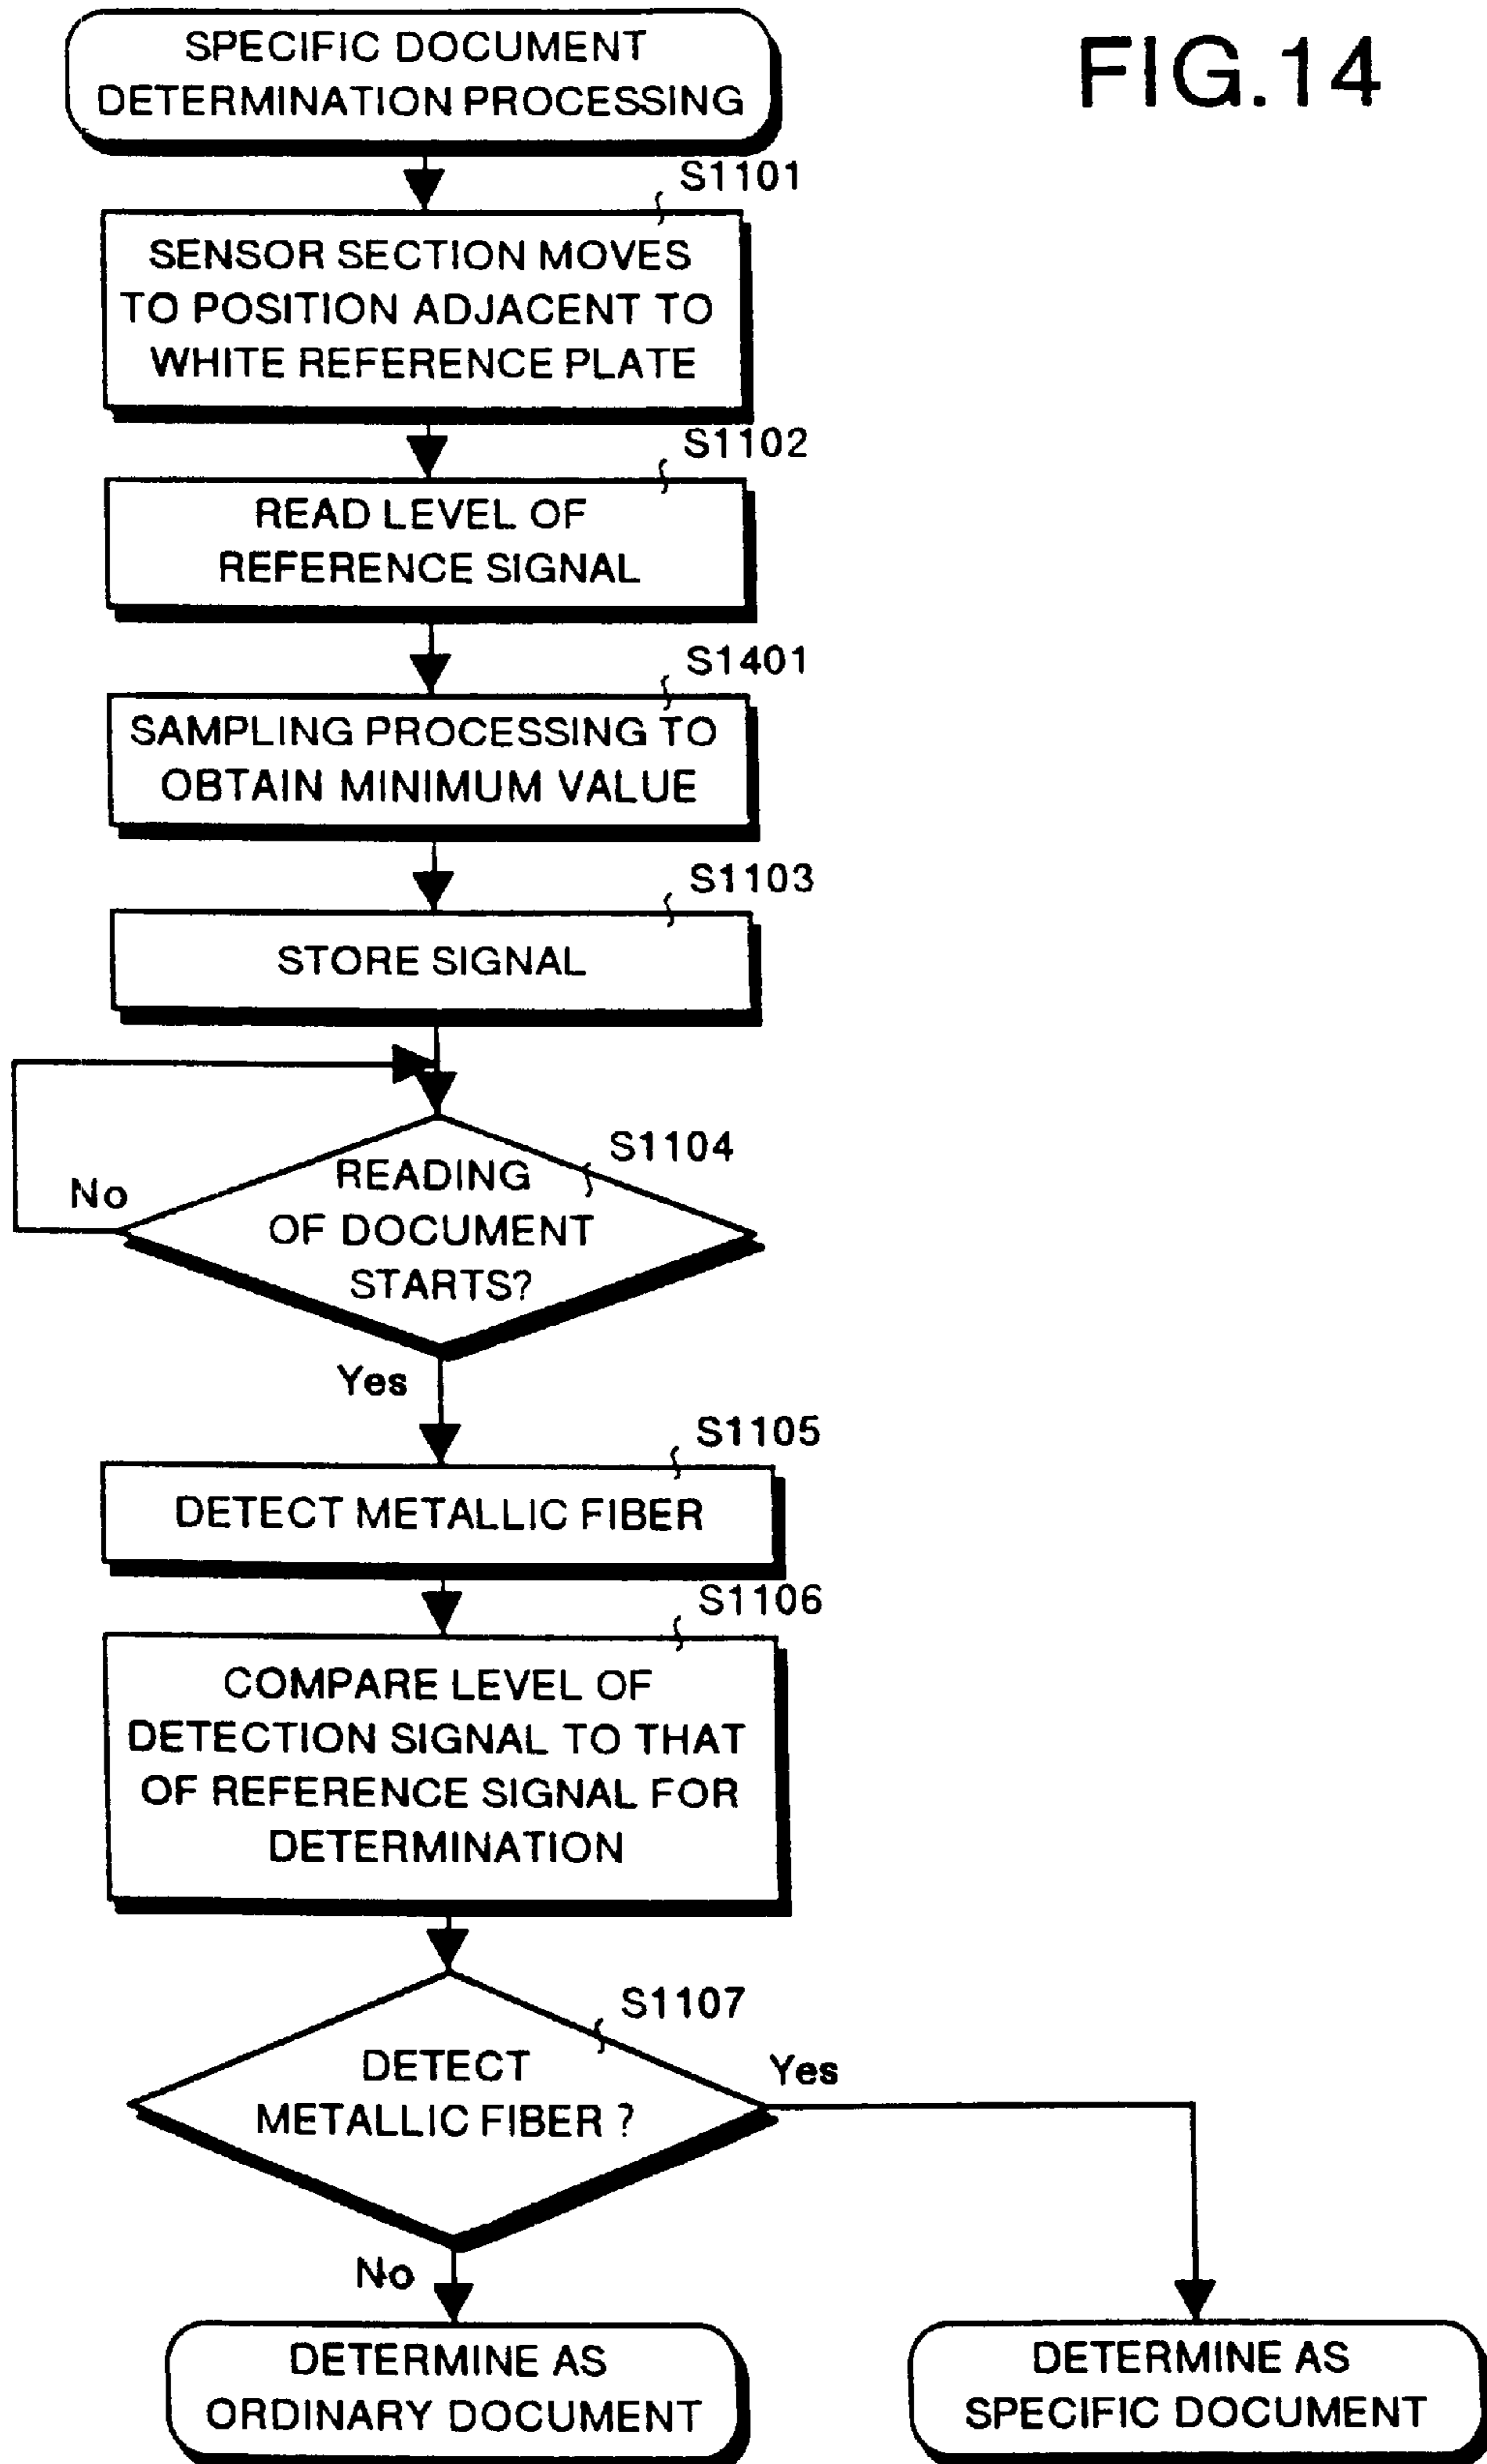 FIG.14
SPECIFIC DOCUMENT
DETERMINATION PROCESSING
S1101
SENSOR SECTION MOVES
TO POSITION ADJACENT TO
WHITE REFERENCE PLATE
S1102
READ LEVEL OF
REFERENCE SIGNAL
S1401
SAMPLING PROCESSING TO
OBTAIN MINIMUM VALUE
S1103
STORE SIGNAL
S1104
No
READING
OF DOCUMENT
STARTS?
Yes
S1105
DETECT METALLIC FIBER
S1106
COMPARE LEVEL OF
DETECTION SIGNAL TO THAT
OF REFERENCE SIGNAL FOR
DETERMINATION
S1107
DETECT
METALLIC FIBER ?
Yes
No
DETERMINE AS
ORDINARY DOCUMENT
DETERMINE AS
SPECIFIC DOCUMENT